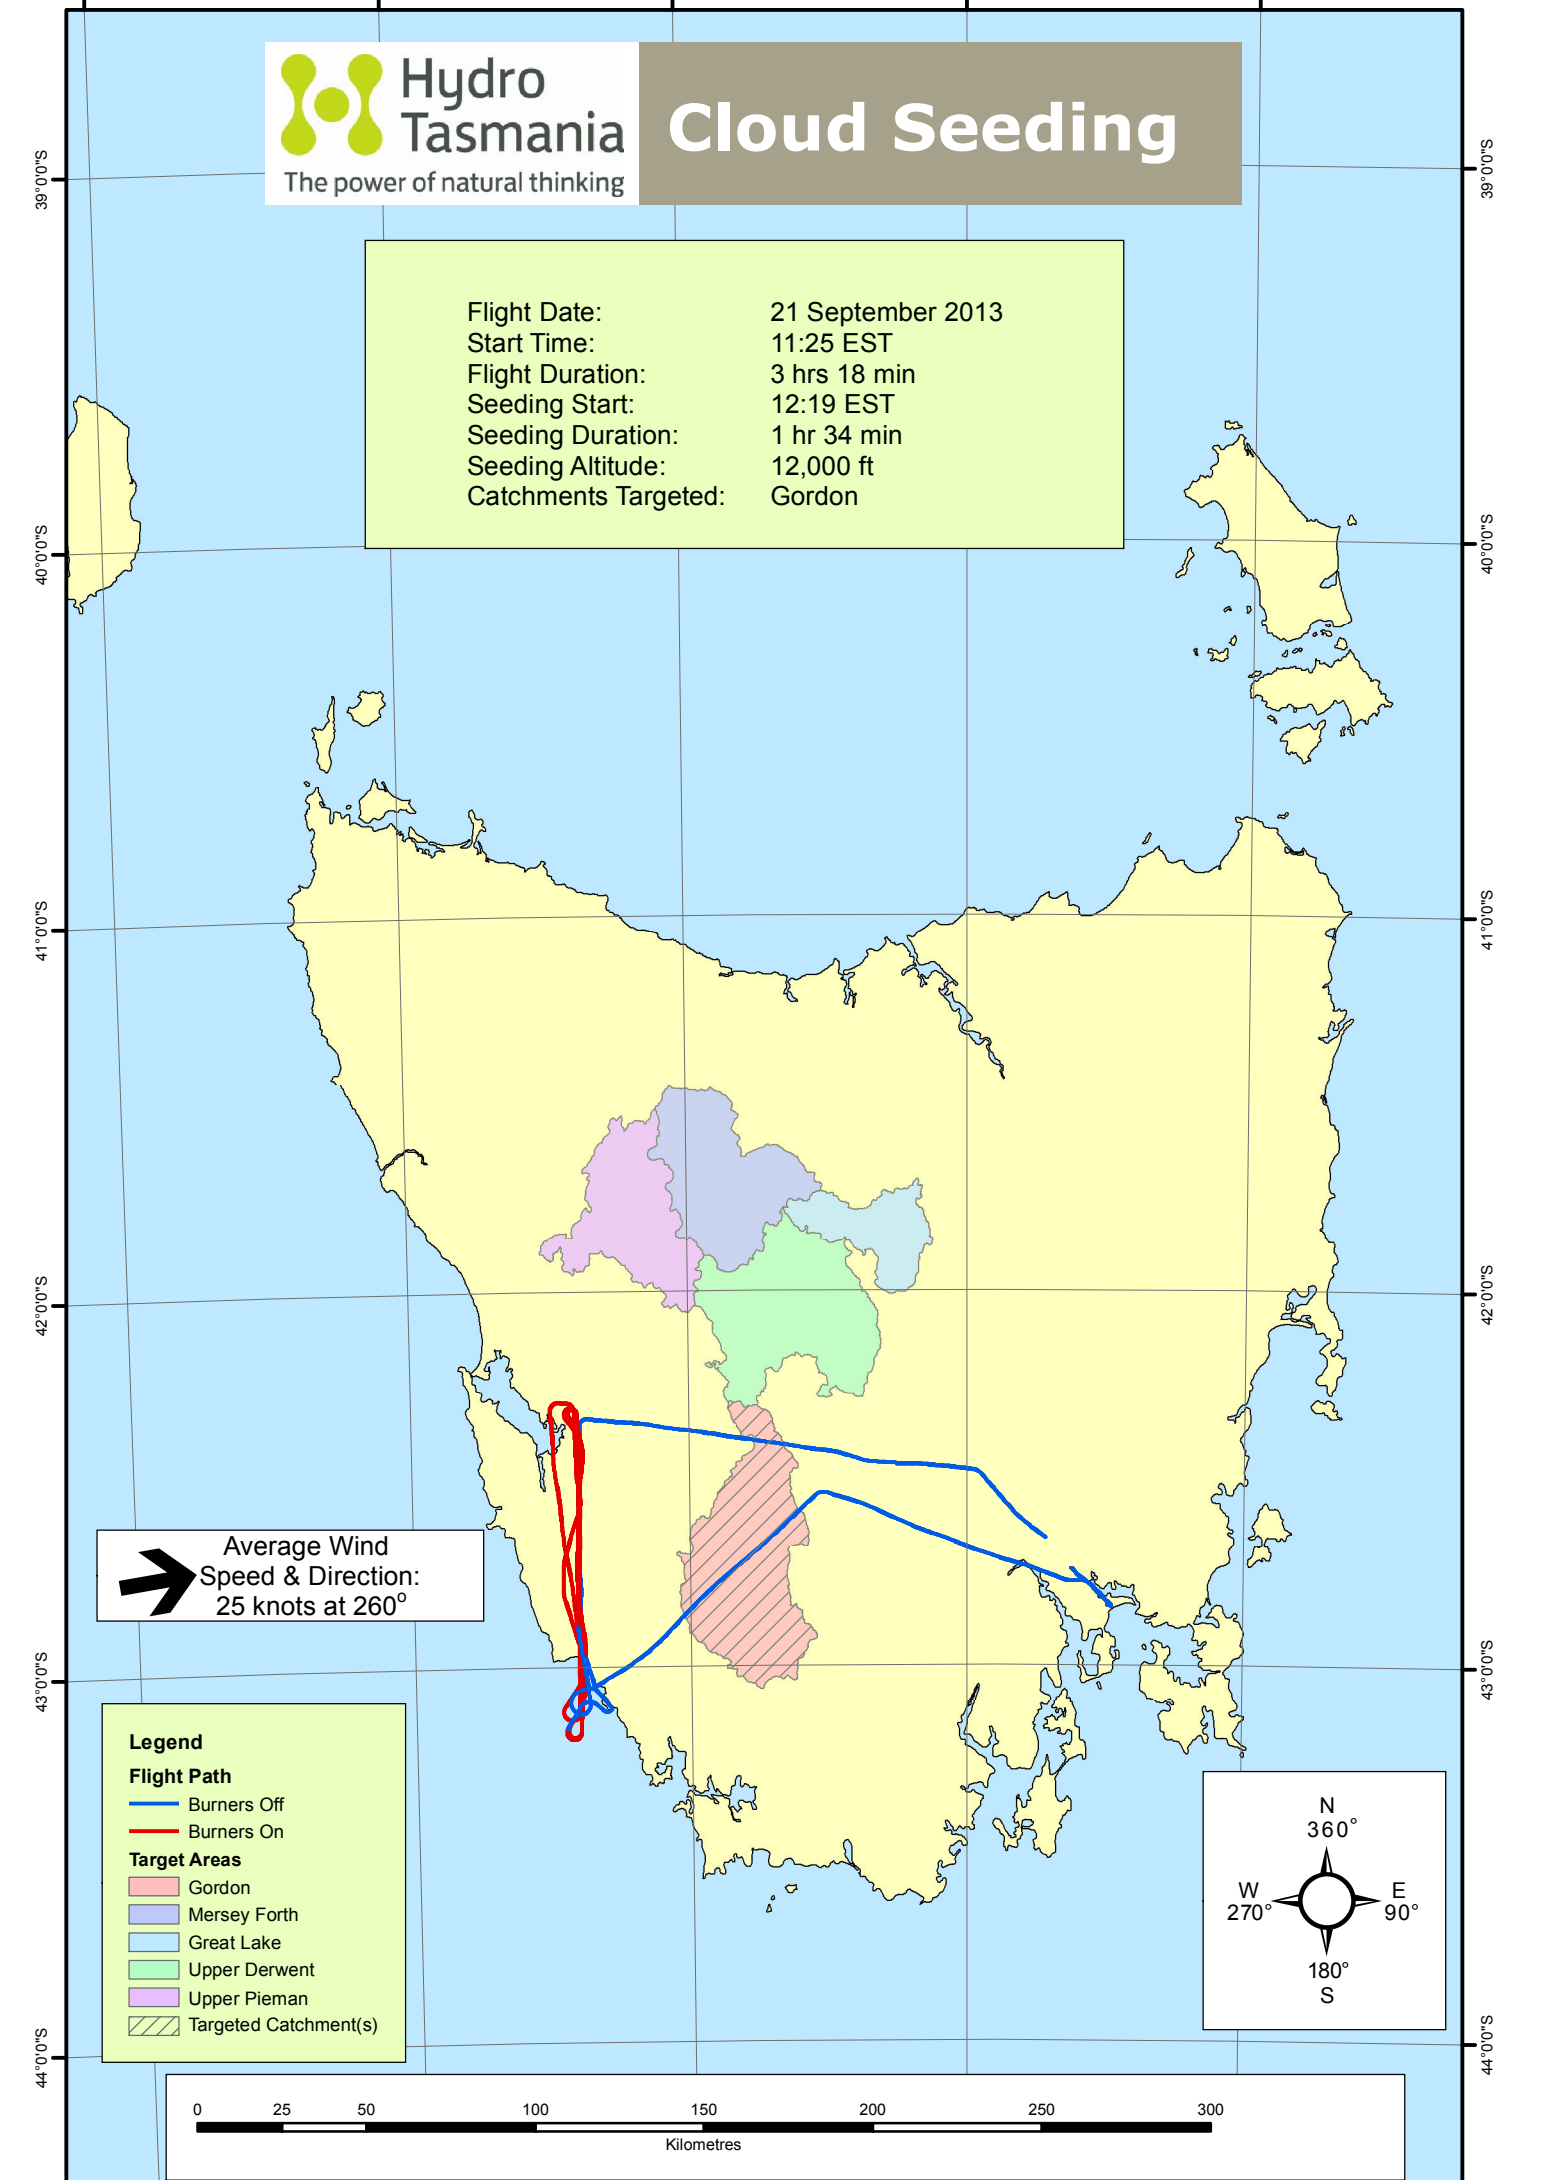 Hydro
Tasmania
The power of natural thinking
Cloud Seeding
Flight Date: 21 September 2013
Start Time: 11:25 EST
Flight Duration: 3 hrs 18 min
Seeding Start: 12:19 EST
Seeding Duration: 1 hr 34 min
Seeding Altitude: 12,000 ft
Catchments Targeted: Gordon
39°0'0"S
39°0'0"S
40°0'0"S
40°0'0"S
41°0'0"S
41°0'0"S
42°0'0"S
42°0'0"S
43°0'0"S
43°0'0"S
44°0'0"S
44°0'0"S
Average Wind
Speed & Direction:
25 knots at 260°
Legend
Flight Path
Burners Off
Burners On
Target Areas
Gordon
Mersey Forth
Great Lake
Upper Derwent
Upper Pieman
Targeted Catchment(s)
N
360°
W
270°
E
90°
180°
S
0 25 50 100 150 200 250 300
Kilometres